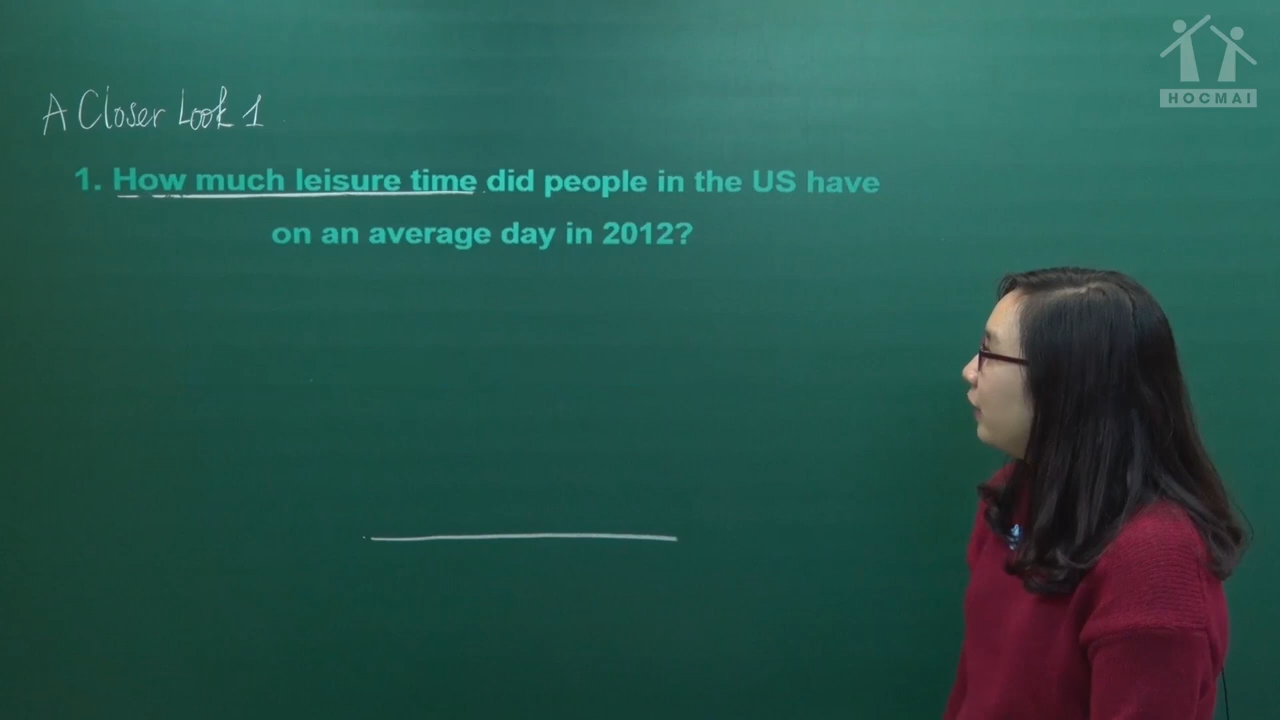 HOCMAI
A Closer Look 1
1. How much leisure time did people in the US have
on an average day in 2012?